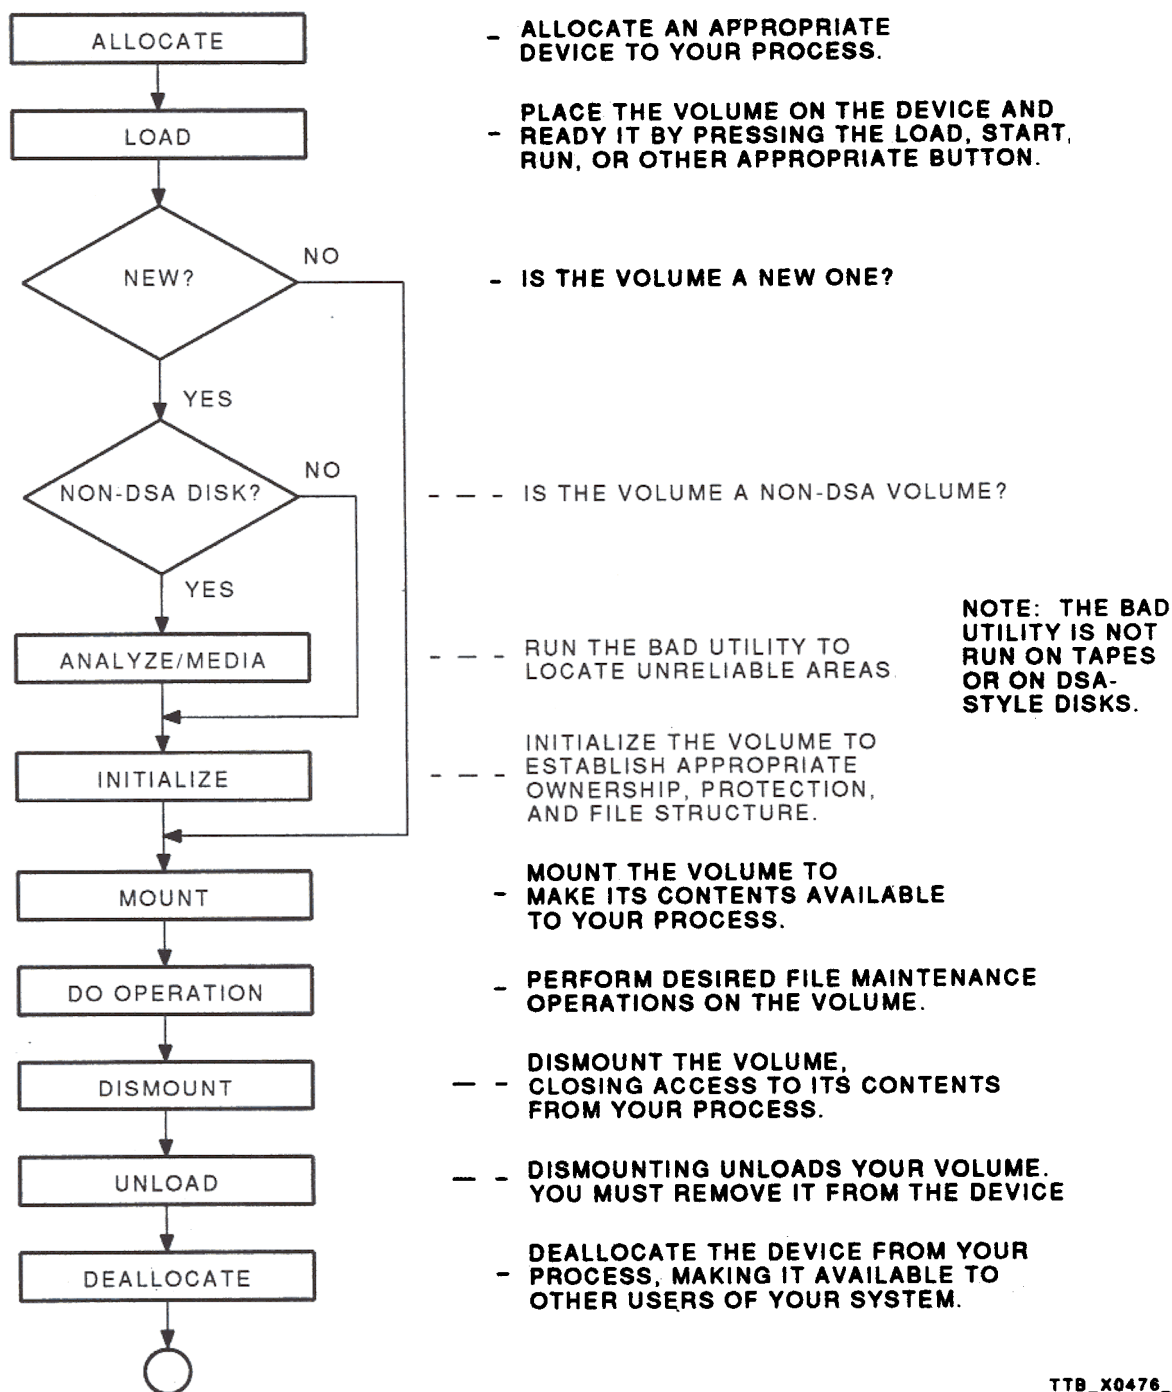 ALLOCATE
- ALLOCATE AN APPROPRIATE
DEVICE TO YOUR PROCESS.
LOAD
PLACE THE VOLUME ON THE DEVICE AND
- READY IT BY PRESSING THE LOAD, START,
RUN, OR OTHER APPROPRIATE BUTTON.
NEW?
NO
- IS THE VOLUME A NEW ONE?
YES
NON-DSA DISK?
NO
- - - IS THE VOLUME A NON-DSA VOLUME?
YES
ANALYZE/MEDIA
- - - RUN THE BAD UTILITY TO
LOCATE UNRELIABLE AREAS
NOTE: THE BAD
UTILITY IS NOT
RUN ON TAPES
OR ON DSA-
STYLE DISKS.
INITIALIZE
INITIALIZE THE VOLUME TO
- - - ESTABLISH APPROPRIATE
OWNERSHIP, PROTECTION,
AND FILE STRUCTURE.
MOUNT
MOUNT THE VOLUME TO
- MAKE ITS CONTENTS AVAILABLE
TO YOUR PROCESS.
DO OPERATION
- PERFORM DESIRED FILE MAINTENANCE
OPERATIONS ON THE VOLUME.
DISMOUNT
DISMOUNT THE VOLUME,
- - CLOSING ACCESS TO ITS CONTENTS
FROM YOUR PROCESS.
UNLOAD
- - DISMOUNTING UNLOADS YOUR VOLUME.
YOU MUST REMOVE IT FROM THE DEVICE
DEALLOCATE
DEALLOCATE THE DEVICE FROM YOUR
- PROCESS, MAKING IT AVAILABLE TO
OTHER USERS OF YOUR SYSTEM.
TTB_X0476_